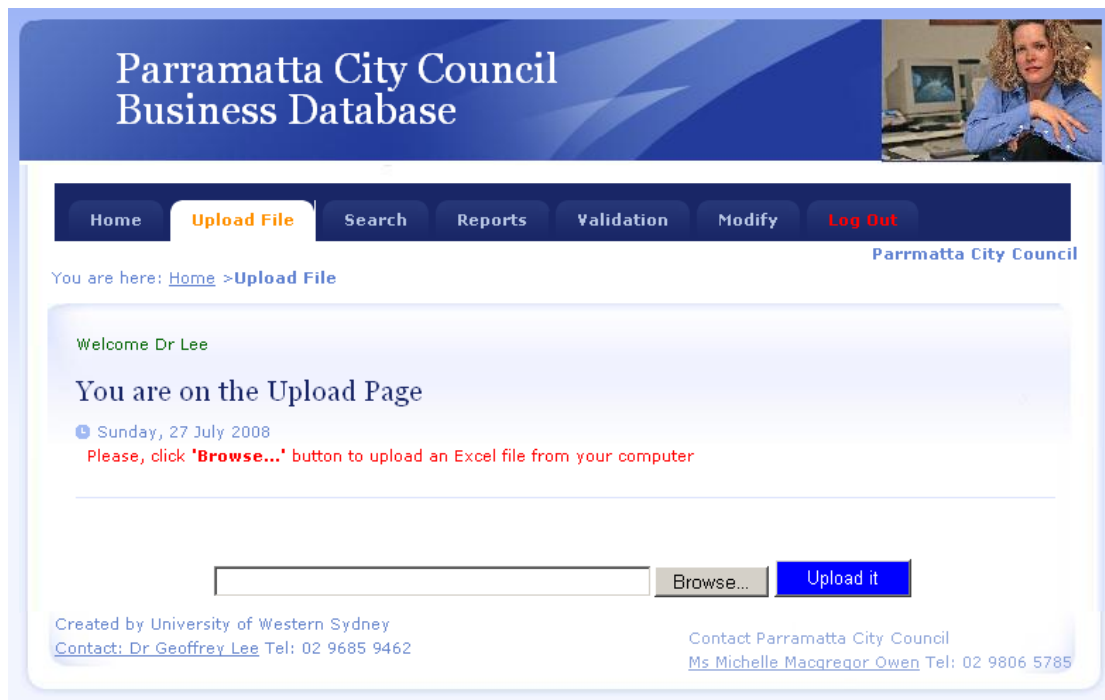 Parramatta City Council
Business Database
Home Upload File Search Reports Validation Modify Log Out
Parrmatta City Council
You are here: Home >Upload File
Welcome Dr Lee
You are on the Upload Page
Sunday, 27 July 2008
Please, click 'Browse...' button to upload an Excel file from your computer
Browse... Upload it
Created by University of Western Sydney
Contact: Dr Geoffrey Lee Tel: 02 9685 9462
Contact Parramatta City Council
Ms Michelle Macgregor Owen Tel: 02 9806 5785